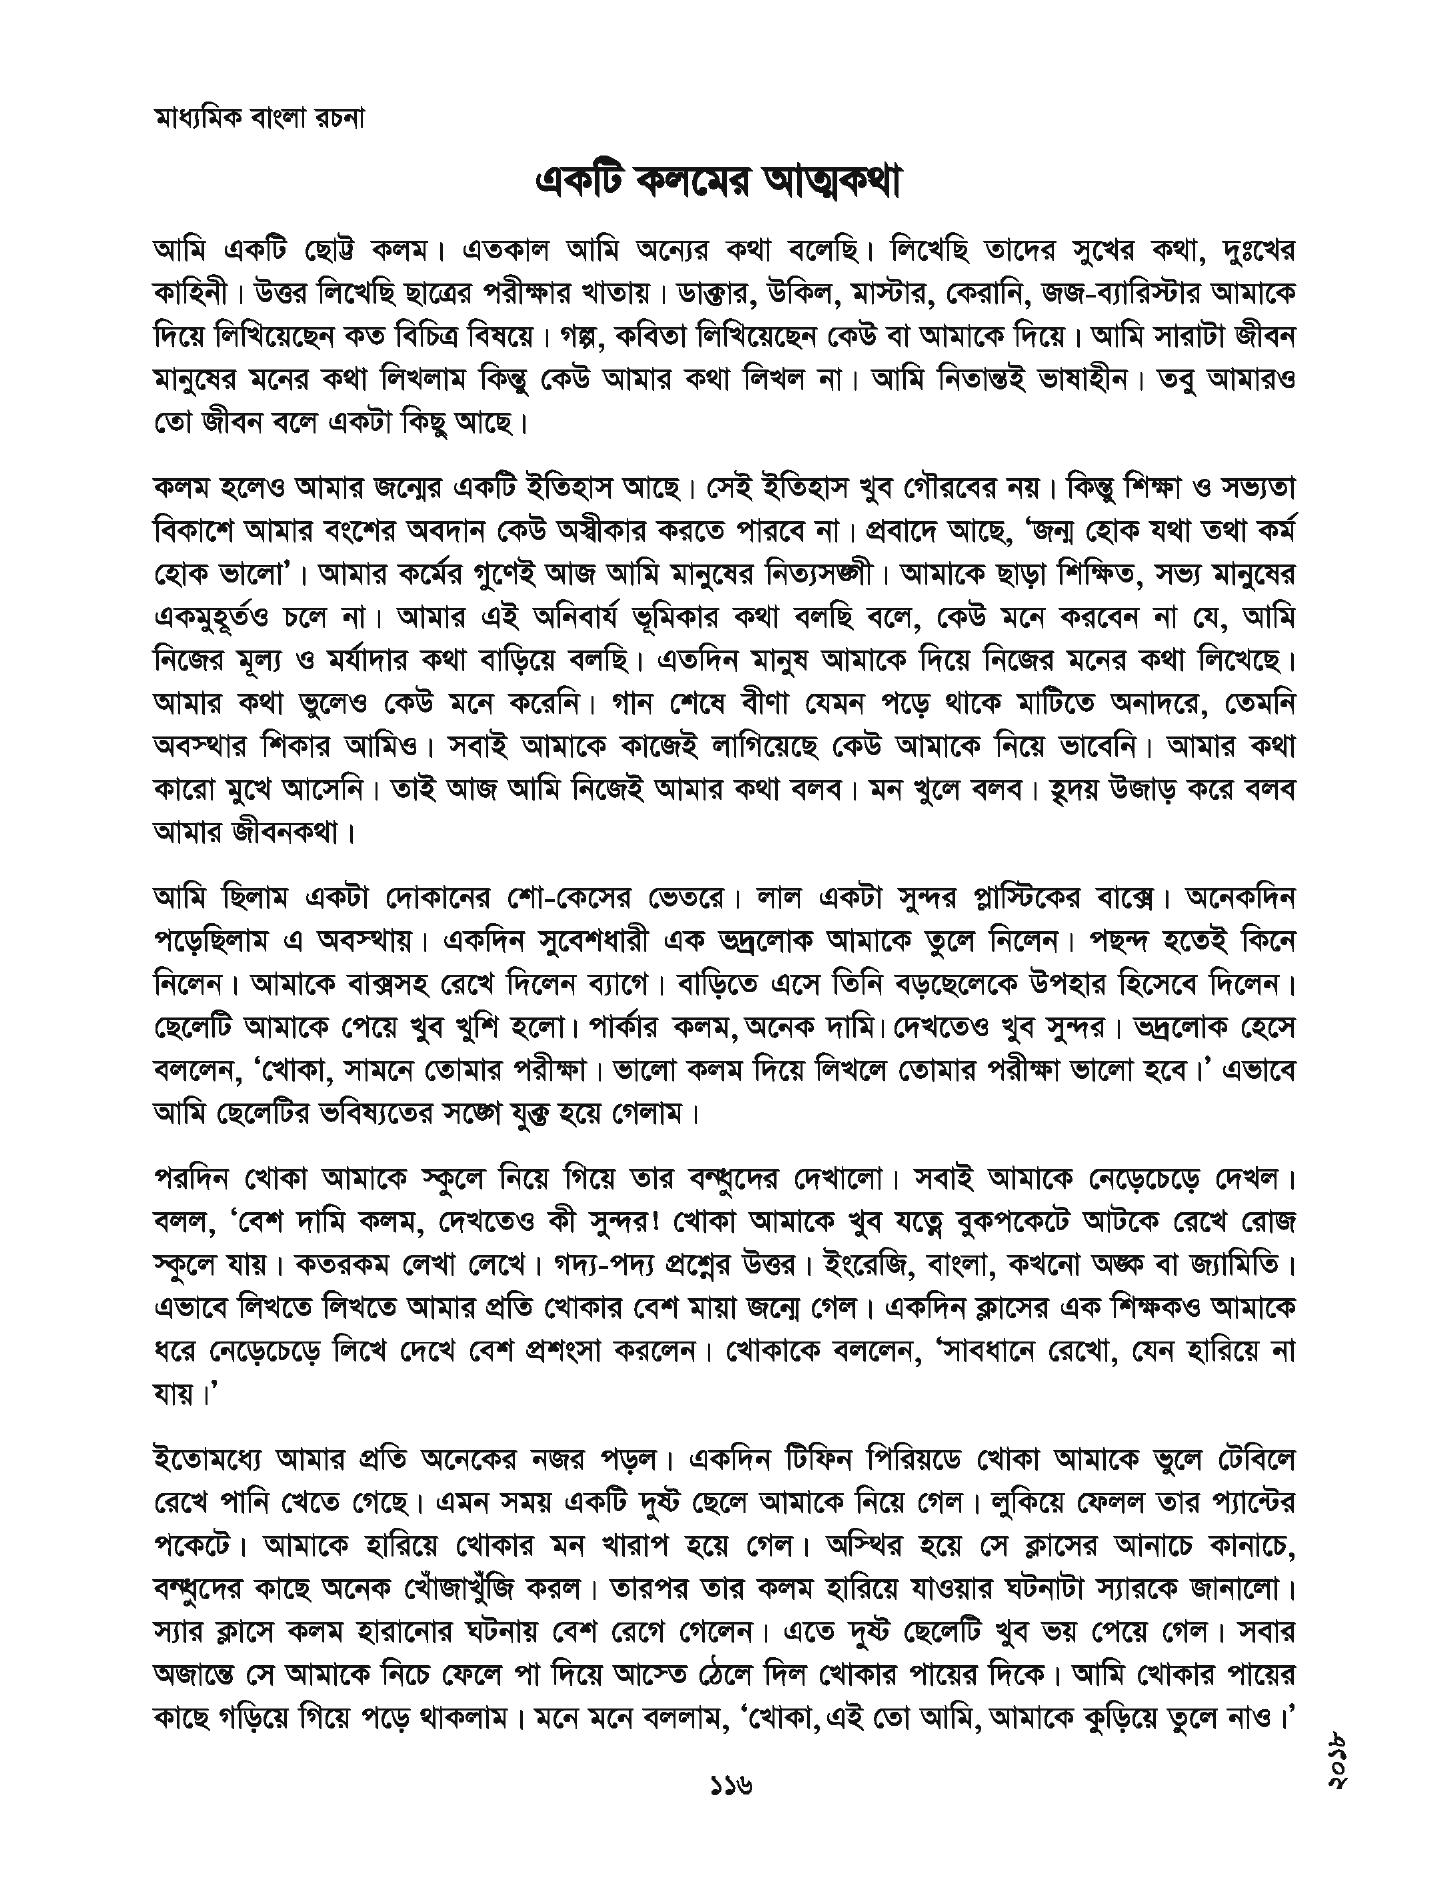 মাধ্যমিক বাংলা রচনা
একটি কলমের আত্মকথা
আমি একটি ছোট্ট কলম। এতকাল আমি অন্যের কথা বলেছি। লিখেছি তাদের সুখের কথা, দুঃখের
কাহিনী। উত্তর লিখেছি ছাত্রের পরীক্ষার খাতায়। ডাক্তার, উকিল, মাস্টার, কেরানি, জজ-ব্যারিস্টার আমাকে
দিয়ে লিখিয়েছেন কত বিচিত্র বিষয়ে। গল্প, কবিতা লিখিয়েছেন কেউ বা আমাকে দিয়ে। আমি সারাটা জীবন
মানুষের মনের কথা লিখলাম কিন্তু কেউ আমার কথা লিখল না। আমি নিতান্তই ভাষাহীন। তবু আমারও
তো জীবন বলে একটা কিছু আছে।
কলম হলেও আমার জন্মের একটি ইতিহাস আছে। সেই ইতিহাস খুব গৌরবের নয়। কিন্তু শিক্ষা ও সভ্যতা
বিকাশে আমার বংশের অবদান কেউ অস্বীকার করতে পারবে না। প্রবাদে আছে, ‘জন্ম হোক যথা তথা কর্ম
হোক ভালো’। আমার কর্মের গুণেই আজ আমি মানুষের নিত্যসঙ্গী। আমাকে ছাড়া শিক্ষিত, সভ্য মানুষের
একমুহূর্তও চলে না। আমার এই অনিবার্য ভূমিকার কথা বলছি বলে, কেউ মনে করবেন না যে, আমি
নিজের মূল্য ও মর্যাদার কথা বাড়িয়ে বলছি। এতদিন মানুষ আমাকে দিয়ে নিজের মনের কথা লিখেছে।
আমার কথা ভুলেও কেউ মনে করেনি। গান শেষে বীণা যেমন পড়ে থাকে মাটিতে অনাদরে, তেমনি
অবস্থার শিকার আমিও। সবাই আমাকে কাজেই লাগিয়েছে কেউ আমাকে নিয়ে ভাবেনি। আমার কথা
কারো মুখে আসেনি। তাই আজ আমি নিজেই আমার কথা বলব। মন খুলে বলব। হৃদয় উজাড় করে বলব
আমার জীবনকথা।
আমি ছিলাম একটা দোকানের শো-কেসের ভেতরে। লাল একটা সুন্দর প্লাস্টিকের বাক্সে। অনেকদিন
পড়েছিলাম এ অবস্থায়। একদিন সুবেশধারী এক ভদ্রলোক আমাকে তুলে নিলেন। পছন্দ হতেই কিনে
নিলেন। আমাকে বাক্সসহ রেখে দিলেন ব্যাগে। বাড়িতে এসে তিনি বড়ছেলেকে উপহার হিসেবে দিলেন।
ছেলেটি আমাকে পেয়ে খুব খুশি হলো। পার্কার কলম, অনেক দামি। দেখতেও খুব সুন্দর। ভদ্রলোক হেসে
বললেন, ‘খোকা, সামনে তোমার পরীক্ষা। ভালো কলম দিয়ে লিখলে তোমার পরীক্ষা ভালো হবে।’ এভাবে
আমি ছেলেটির ভবিষ্যতের সঙ্গে যুক্ত হয়ে গেলাম।
পরদিন খোকা আমাকে স্কুলে নিয়ে গিয়ে তার বন্ধুদের দেখালো। সবাই আমাকে নেড়েচেড়ে দেখল।
বলল, ‘বেশ দামি কলম, দেখতেও কী সুন্দর! খোকা আমাকে খুব যত্নে বুকপকেটে আটকে রেখে রোজ
স্কুলে যায়। কতরকম লেখা লেখে। গদ্য-পদ্য প্রশ্নের উত্তর। ইংরেজি, বাংলা, কখনো অঙ্ক বা জ্যামিতি।
এভাবে লিখতে লিখতে আমার প্রতি খোকার বেশ মায়া জন্মে গেল। একদিন ক্লাসের এক শিক্ষকও আমাকে
ধরে নেড়েচেড়ে লিখে দেখে বেশ প্রশংসা করলেন। খোকাকে বললেন, ‘সাবধানে রেখো, যেন হারিয়ে না
যায়।’
ইতোমধ্যে আমার প্রতি অনেকের নজর পড়ল। একদিন টিফিন পিরিয়ডে খোকা আমাকে ভুলে টেবিলে
রেখে পানি খেতে গেছে। এমন সময় একটি দুষ্ট ছেলে আমাকে নিয়ে গেল। লুকিয়ে ফেলল তার প্যান্টের
পকেটে। আমাকে হারিয়ে খোকার মন খারাপ হয়ে গেল। অস্থির হয়ে সে ক্লাসের আনাচে কানাচে,
বন্ধুদের কাছে অনেক খোঁজাখুঁজি করল। তারপর তার কলম হারিয়ে যাওয়ার ঘটনাটা স্যারকে জানালো।
স্যার ক্লাসে কলম হারানোর ঘটনায় বেশ রেগে গেলেন। এতে দুষ্ট ছেলেটি খুব ভয় পেয়ে গেল। সবার
অজান্তে সে আমাকে নিচে ফেলে পা দিয়ে আস্তে ঠেলে দিল খোকার পায়ের দিকে। আমি খোকার পায়ের
কাছে গড়িয়ে গিয়ে পড়ে থাকলাম। মনে মনে বললাম, ‘খোকা, এই তো আমি, আমাকে কুড়িয়ে তুলে নাও।’
১১৬
২০১৮